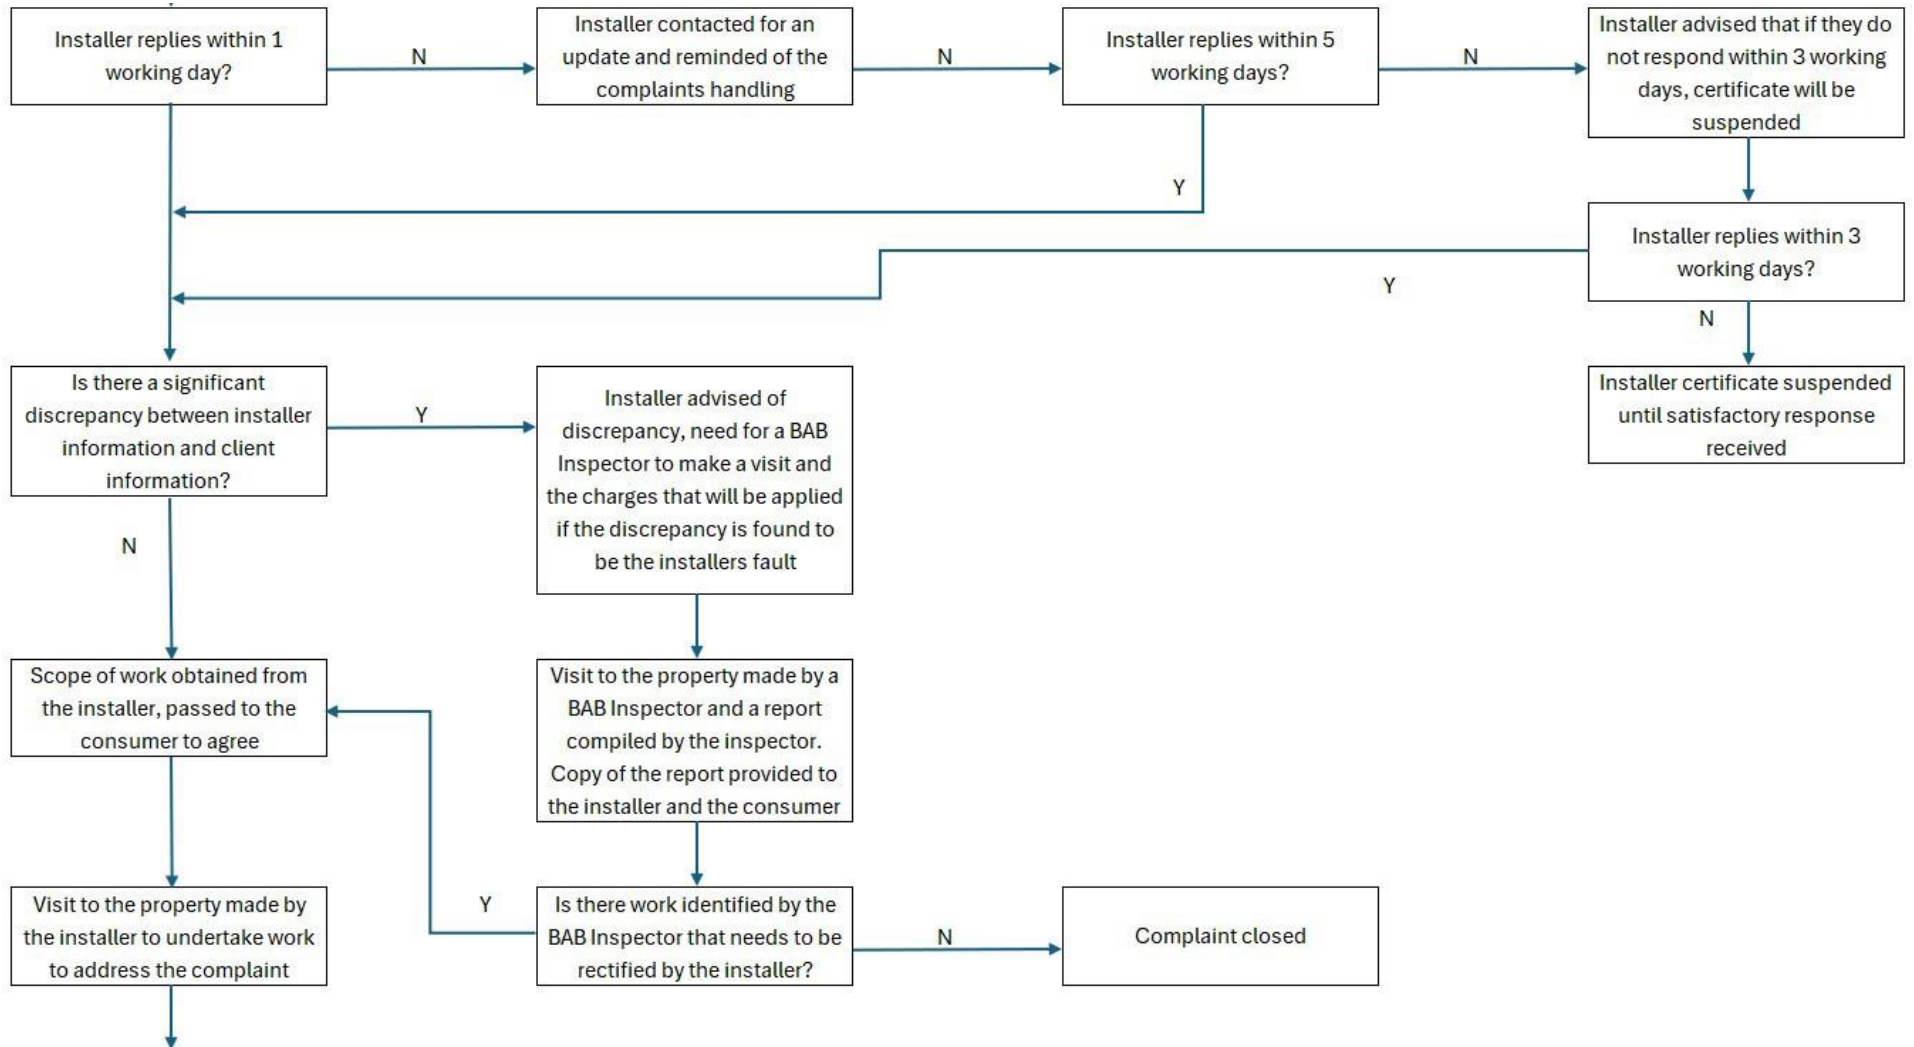 Installer replies within 1
working day?
N
Installer contacted for an
update and reminded of the
complaints handling
N
Installer replies within 5
working days?
N
Installer advised that if they do
not respond within 3 working
days, certificate will be
suspended
Y
Installer replies within 3
working days?
Y
N
Is there a significant
discrepancy between installer
information and client
information?
Y
Installer advised of
discrepancy, need for a BAB
Inspector to make a visit and
the charges that will be applied
if the discrepancy is found to
be the installers fault
Installer certificate suspended
until satisfactory response
received
N
Scope of work obtained from
the installer, passed to the
consumer to agree
Visit to the property made by a
BAB Inspector and a report
compiled by the inspector.
Copy of the report provided to
the installer and the consumer
Visit to the property made by
the installer to undertake work
to address the complaint
Y
Is there work identified by the
BAB Inspector that needs to be
rectified by the installer?
N
Complaint closed